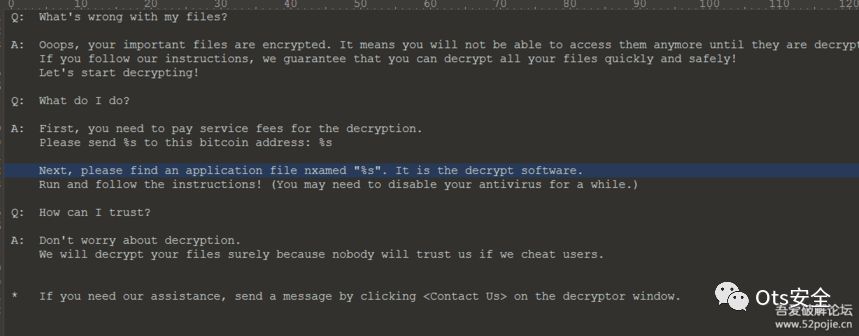 0 10 20 30 40 50 60 70 80 90 100 110 120
Q: What's wrong with my files?
A: Ooops, your important files are encrypted. It means you will not be able to access them anymore until they are decrypt
If you follow our instructions, we guarantee that you can decrypt all your files quickly and safely!
Let's start decrypting!
Q: What do I do?
A: First, you need to pay service fees for the decryption.
Please send %s to this bitcoin address: %s
Next, please find an application file nxamed "%s". It is the decrypt software.
Run and follow the instructions! (You may need to disable your antivirus for a while.)
Q: How can I trust?
A: Don't worry about decryption.
We will decrypt your files surely because nobody will trust us if we cheat users.
* If you need our assistance, send a message by clicking <Contact Us> on the decryptor window.
Ots安全
吾爱破解论坛
www.52pojie.cn